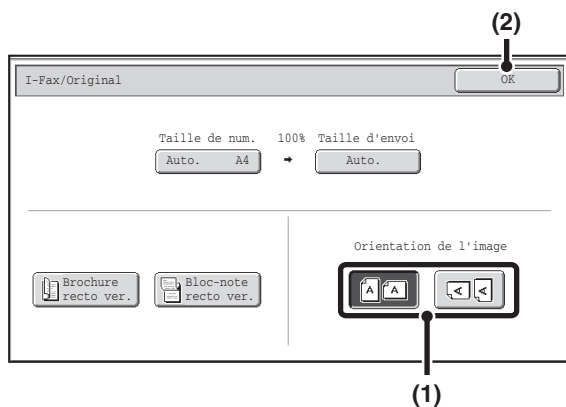 (2)
I-Fax/Original
OK
Taille de num. 100% Taille d'envoi
Auto. A4 → Auto.
Orientation de l'image
Brochure
recto ver.
Bloc-note
recto ver.
A A A A
(1)